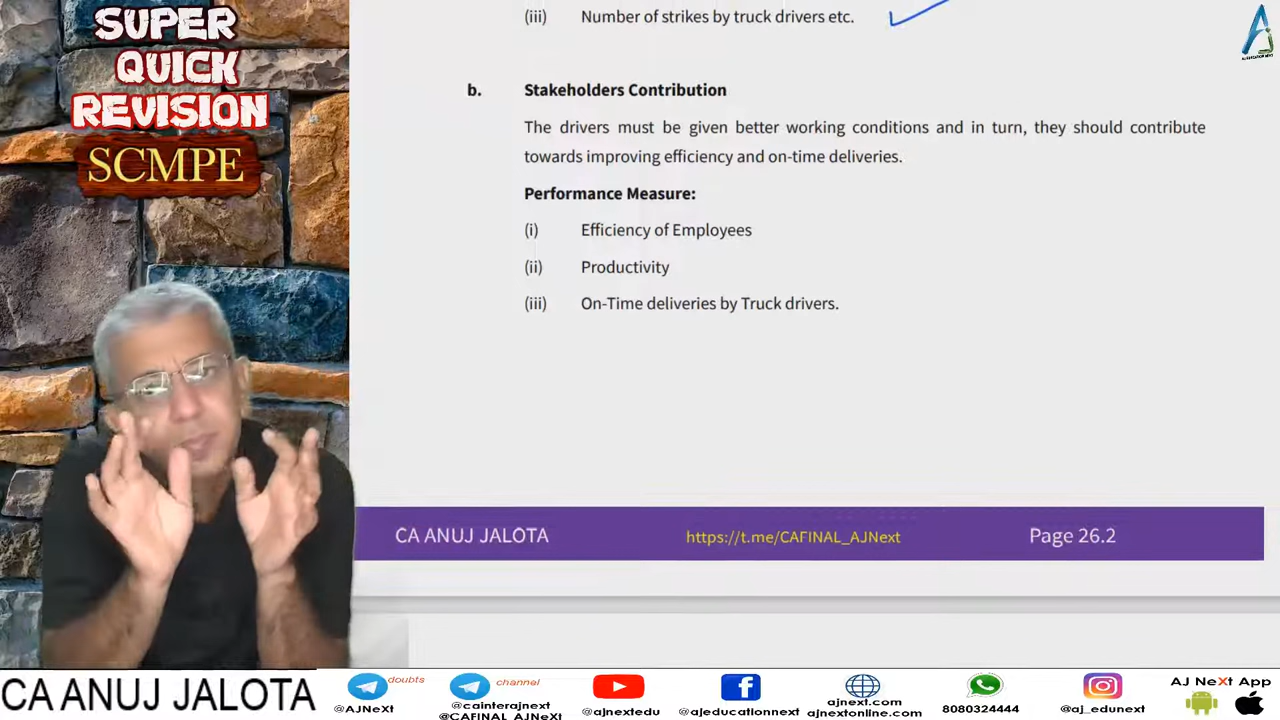 SUPER
QUICK
REVISION
SCMPE
(iii) Number of strikes by truck drivers etc.
b. Stakeholders Contribution
The drivers must be given better working conditions and in turn, they should contribute
towards improving efficiency and on-time deliveries.
Performance Measure:
(i) Efficiency of Employees
(ii) Productivity
(iii) On-Time deliveries by Truck drivers.
CA ANUJ JALOTA https://t.me/CAFINAL_AJNext Page 26.2
CA ANUJ JALOTA
doubts
@AJNeXt
channel
@cainterajnext
@CAFINAL_AJNeXt
@ajnextedu
@ajeducationnext
ajnext.com
ajnextonline.com
8080324444
@aj_edunext
AJ NeXt App